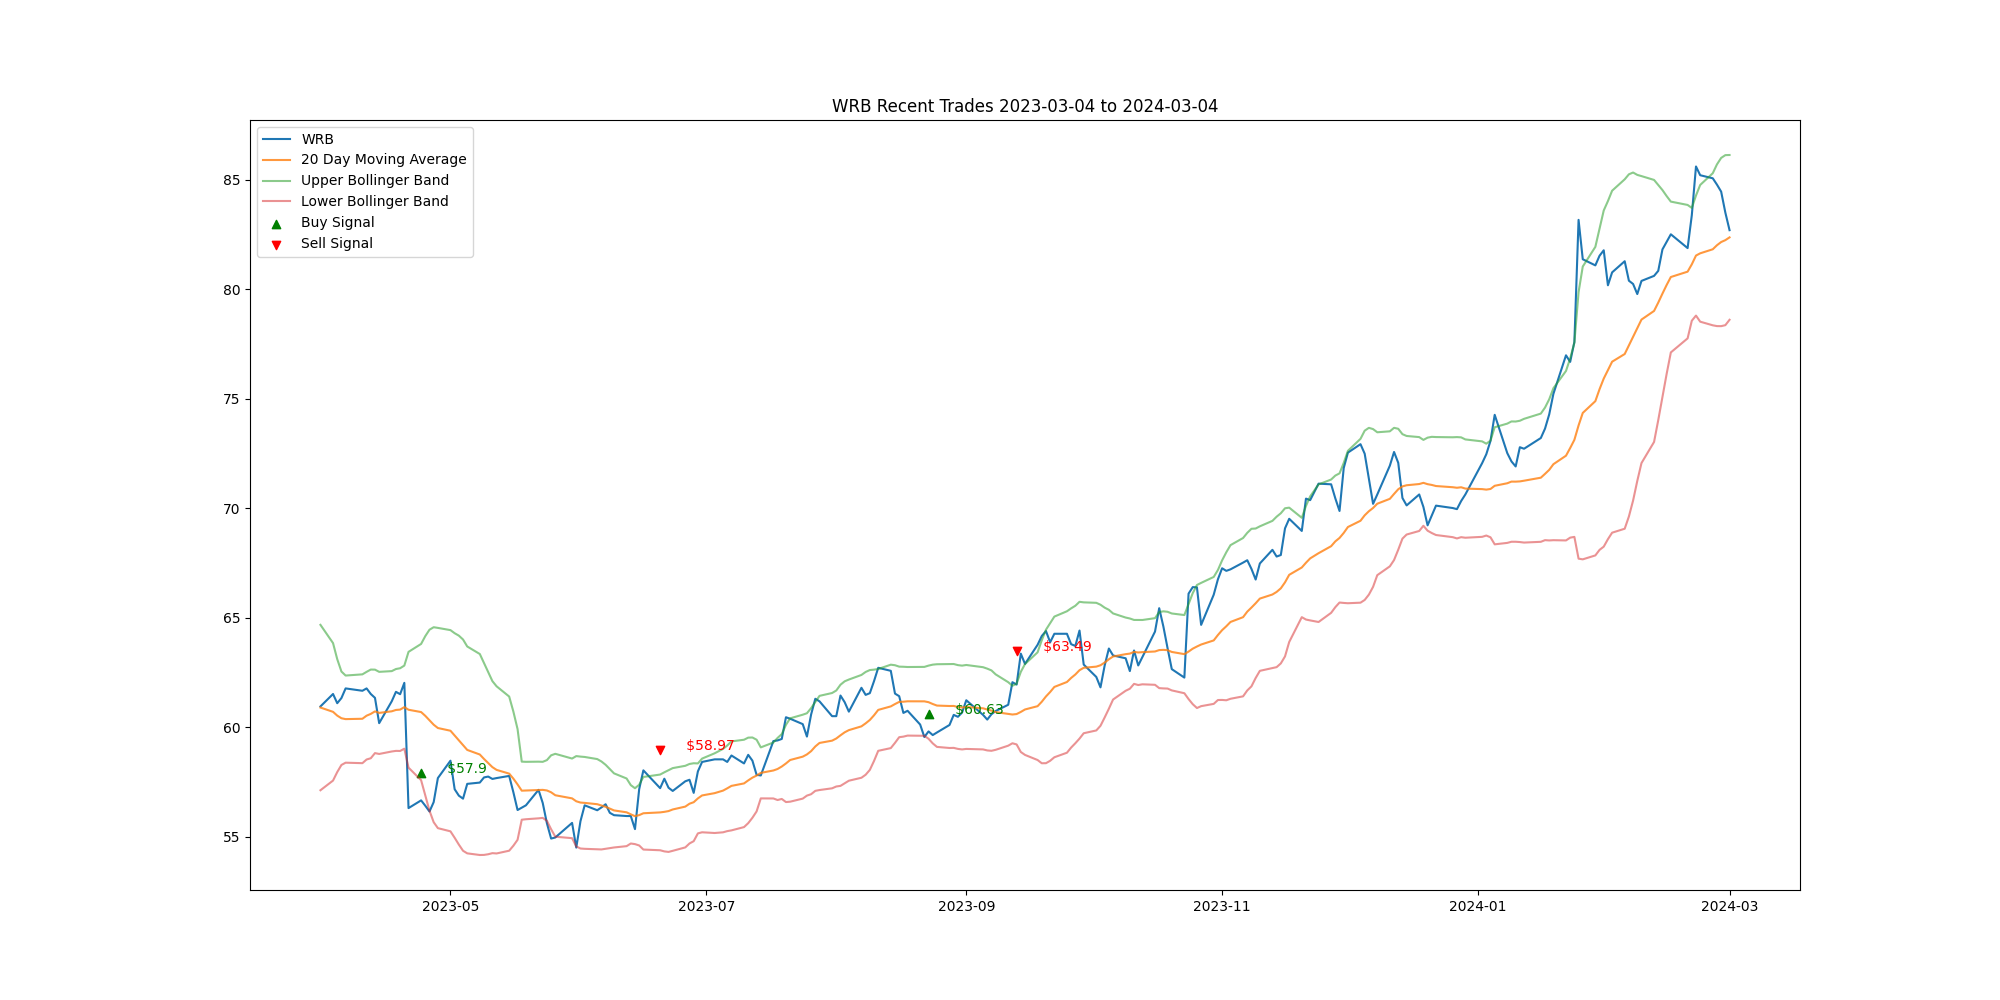 WRB Recent Trades 2023-03-04 to 2024-03-04
WRB
20 Day Moving Average
Upper Bollinger Band
Lower Bollinger Band
Buy Signal
Sell Signal
85
80
75
70
65
60
55
$57.9
$58.97
$60.63
$63.49
2023-05
2023-07
2023-09
2023-11
2024-01
2024-03